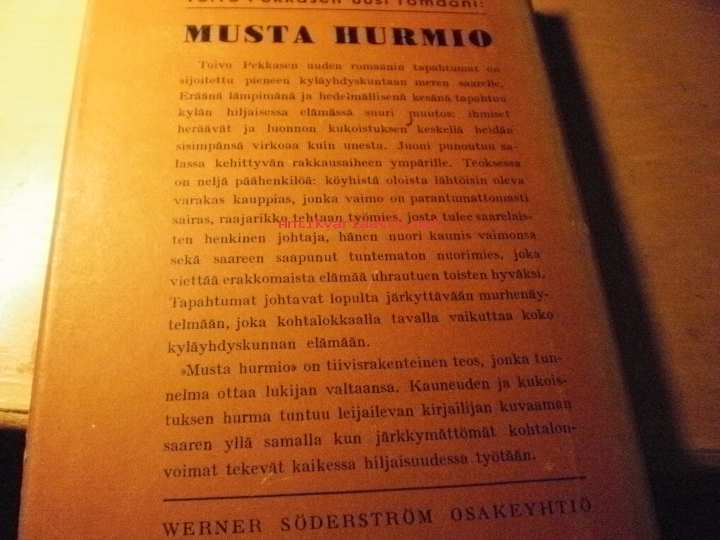 Toivo Pekkasen uusi romaani:
MUSTA HURMIO
Toivo Pekkasen uuden romaanin tapahtumat on
sijoitettu pieneen kyläyhdyskuntaan meren saarelle.
Eräänä lämpimänä ja hedelmällisenä kesänä tapahtuu
kylän hiljaisessa elämässä suuri muutos: ihmiset
heräävät ja luonnon kukoistuksen keskellä heidän
sisimpänsä virkoaa kuin unesta. Juoni punoutuu sa-
lassa kehittyvän rakkausaiheen ympärille. Teoksessa
on neljä päähenkilöä: köyhistä oloista lähtöisin oleva
varakas kauppias, jonka vaimo on parantumattomasti
sairas, raajarikko tehtaan työmies, josta tulee saarelais-
ten henkinen johtaja, hänen nuori kaunis vaimonsa
sekä saareen saapunut tuntematon nuorimies, joka
viettää erakkomaista elämää uhrautuen toisten hyväksi.
Tapahtumat johtavat lopulta järkyttävään murhenäy-
telmään, joka kohtalokkaalla tavalla vaikuttaa koko
kyläyhdyskunnan elämään.
»Musta hurmio» on tiivisrakenteinen teos, jonka tun-
nelma ottaa lukijan valtaansa. Kauneuden ja kukois-
tuksen hurma tuntuu leijailevan kirjailijan kuvaaman
saaren yllä samalla kun järkkymättömät kohtalon-
voimat tekevät kaikessa hiljaisuudessa työtään.
WERNER SÖDERSTRÖM OSAKEYHTIÖ